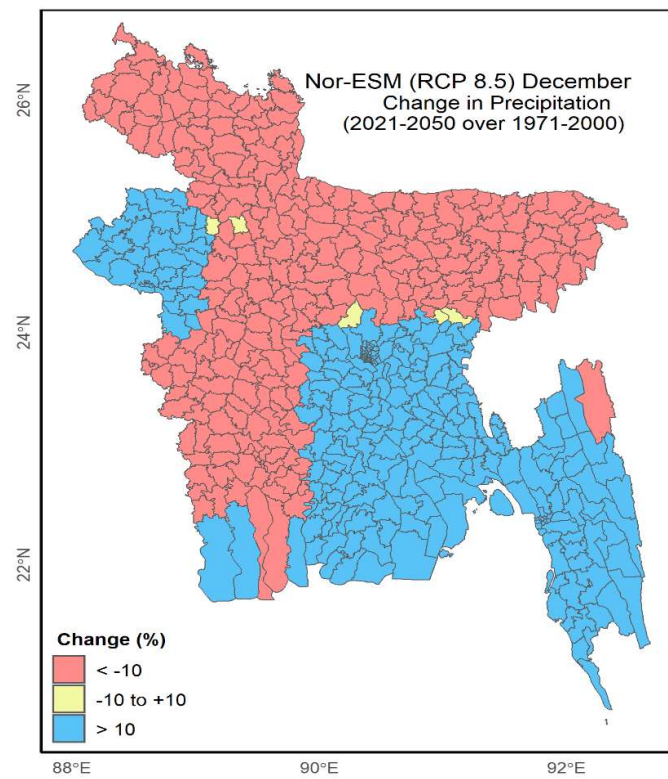 Nor-ESM (RCP 8.5) December
Change in Precipitation
(2021-2050 over 1971-2000)
26°N
24°N
22°N
Change (%)
< -10
-10 to +10
> 10
88°E
90°E
92°E